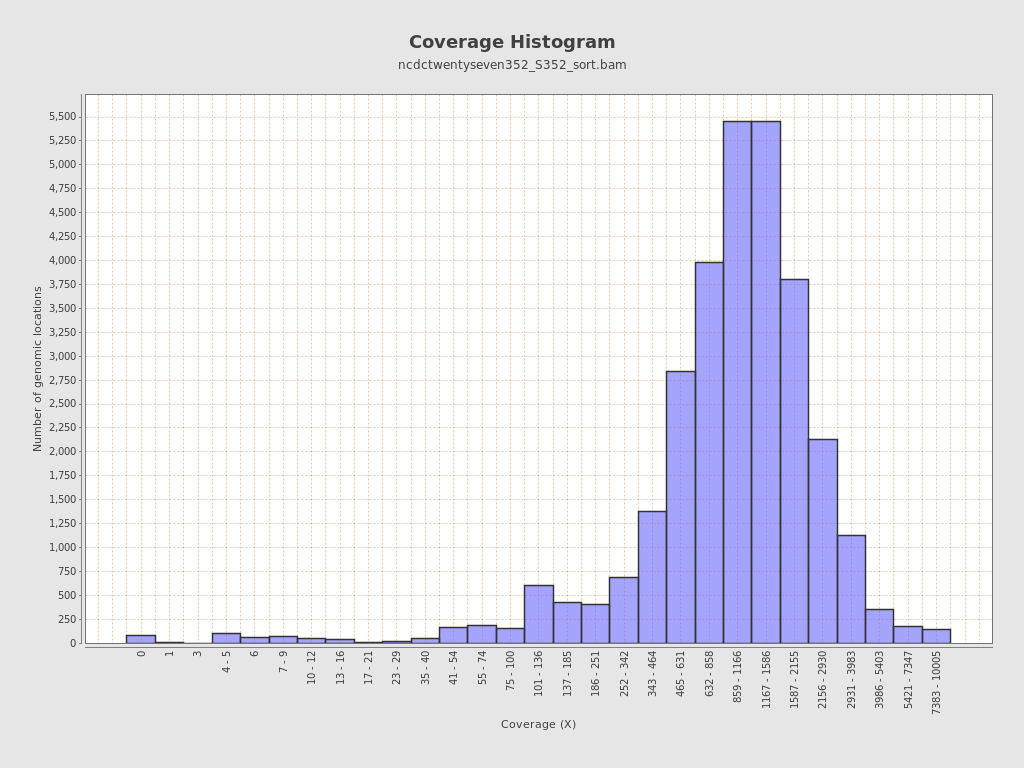 Coverage Histogram
ncdctwentyseven352_S352_sort.bam
Number of genomic locations
5,500
5,250
5,000
4,750
4,500
4,250
4,000
3,750
3,500
3,250
3,000
2,750
2,500
2,250
2,000
1,750
1,500
1,250
1,000
750
500
250
0
0
1
3
4 - 5
6
7 - 9
10 - 12
13 - 16
17 - 21
23 - 29
35 - 40
41 - 54
55 - 74
75 - 100
101 - 136
137 - 185
186 - 251
252 - 342
343 - 464
465 - 631
632 - 858
859 - 1166
1167 - 1586
1587 - 2155
2156 - 2930
2931 - 3983
3986 - 5403
5421 - 7347
7383 - 10005
Coverage (X)